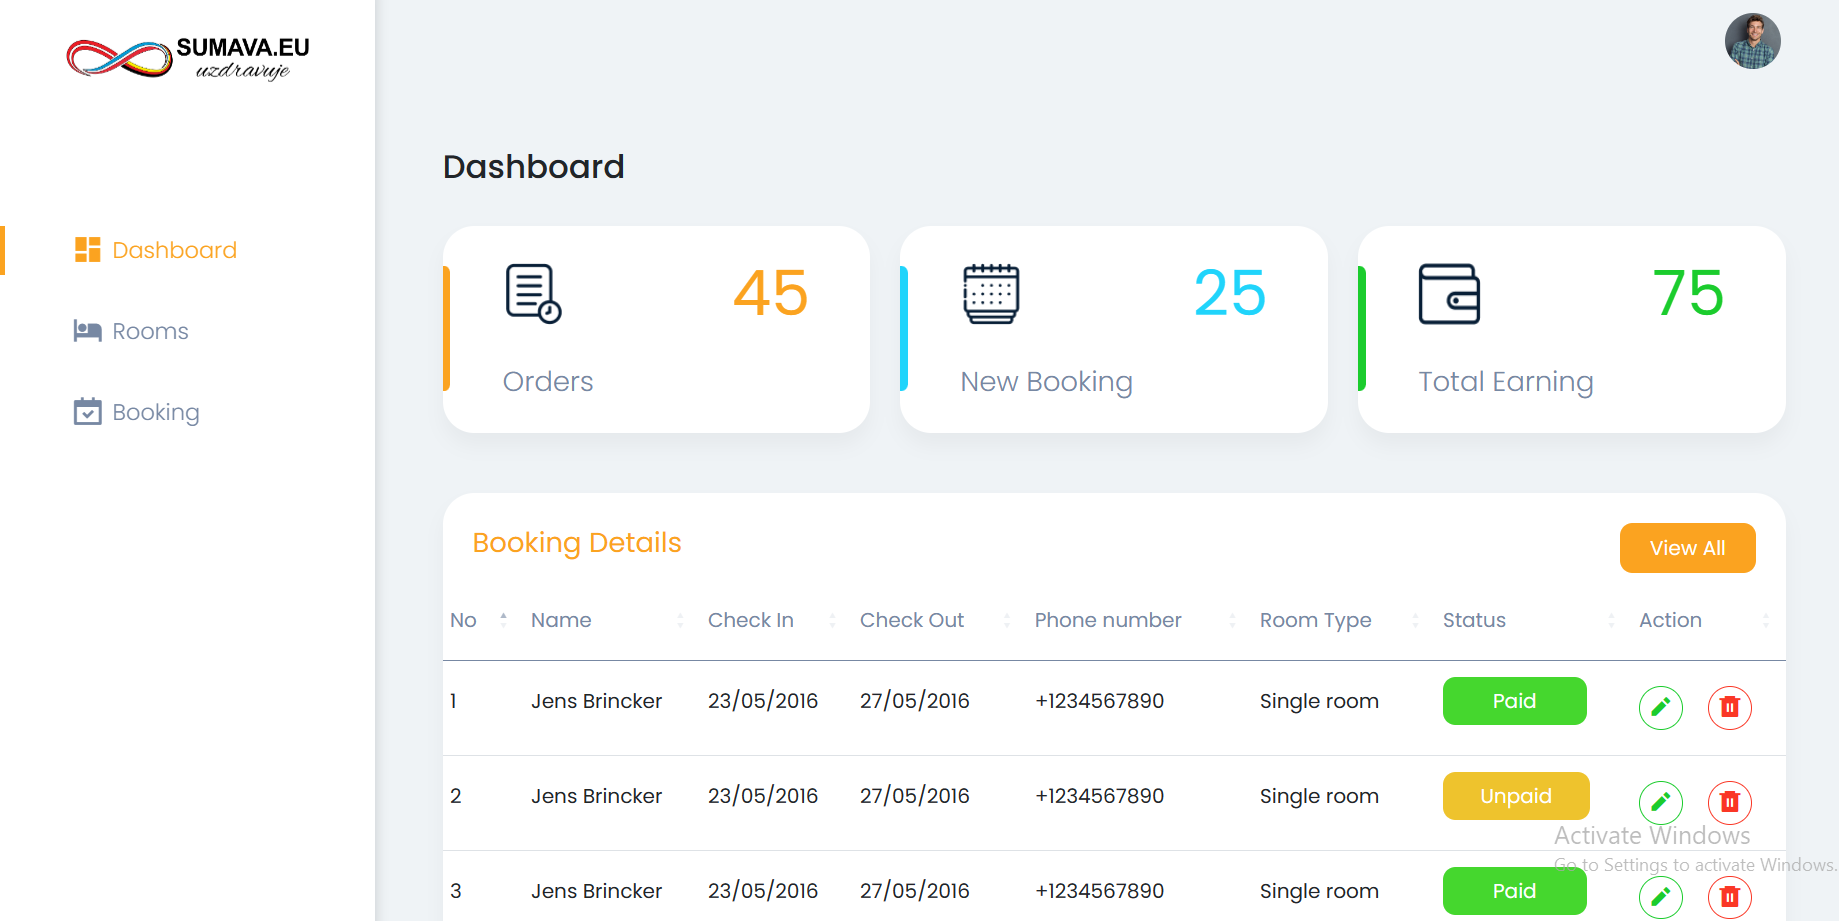 SUMAVA.EU
uzdravuje
Dashboard
Rooms
Booking
Dashboard
45
Orders
25
New Booking
75
Total Earning
Booking Details
View All
No Name Check In Check Out Phone number Room Type Status Action
1 Jens Brincker 23/05/2016 27/05/2016 +1234567890 Single room Paid
2 Jens Brincker 23/05/2016 27/05/2016 +1234567890 Single room Unpaid
Activate Windows
Go to Settings to activate Windows.
3 Jens Brincker 23/05/2016 27/05/2016 +1234567890 Single room Paid